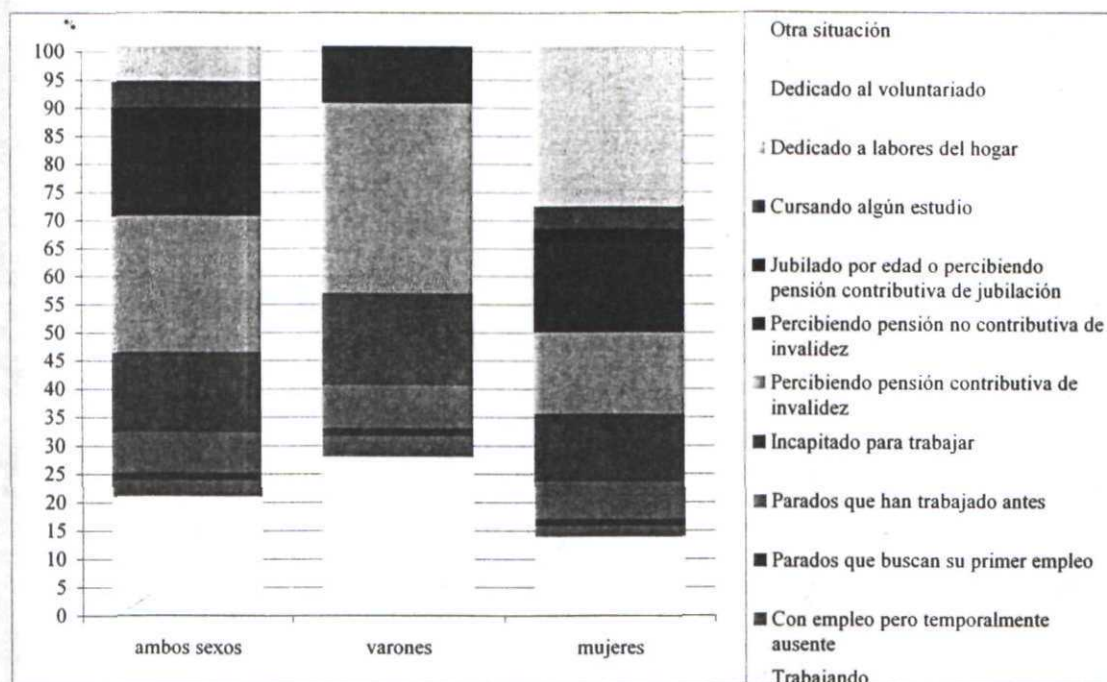 %
100
95
90
85
80
75
70
65
60
55
50
45
40
35
30
25
20
15
10
5
0
ambos sexos
varones
mujeres
Otra situación
Dedicado al voluntariado
Dedicado a labores del hogar
Cursando algún estudio
Jubilado por edad o percibiendo
pensión contributiva de jubilación
Percibiendo pensión no contributiva de
invalidez
Percibiendo pensión contributiva de
invalidez
Incapitado para trabajar
Parados que han trabajado antes
Parados que buscan su primer empleo
Con empleo pero temporalmente
ausente
Trabajando